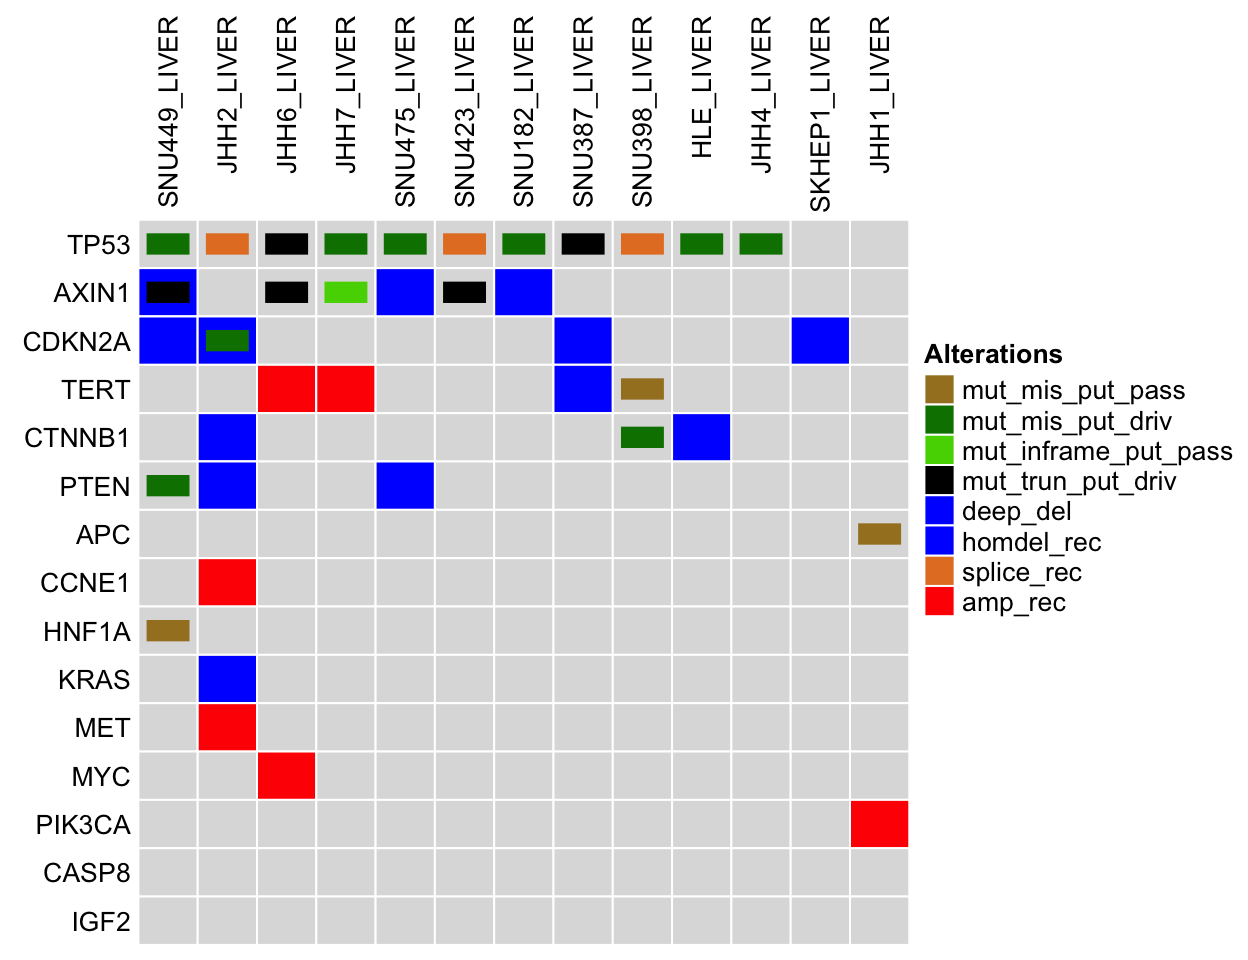 SNU449_LIVER
JHH2_LIVER
JHH6_LIVER
JHH7_LIVER
SNU475_LIVER
SNU423_LIVER
SNU182_LIVER
SNU387_LIVER
SNU398_LIVER
HLE_LIVER
JHH4_LIVER
SKHEP1_LIVER
JHH1_LIVER
TP53
AXIN1
CDKN2A
TERT
CTNNB1
PTEN
APC
CCNE1
HNF1A
KRAS
MET
MYC
PIK3CA
CASP8
IGF2
Alterations
mut_mis_put_pass
mut_mis_put_driv
mut_inframe_put_pass
mut_trun_put_driv
deep_del
homdel_rec
splice_rec
amp_rec